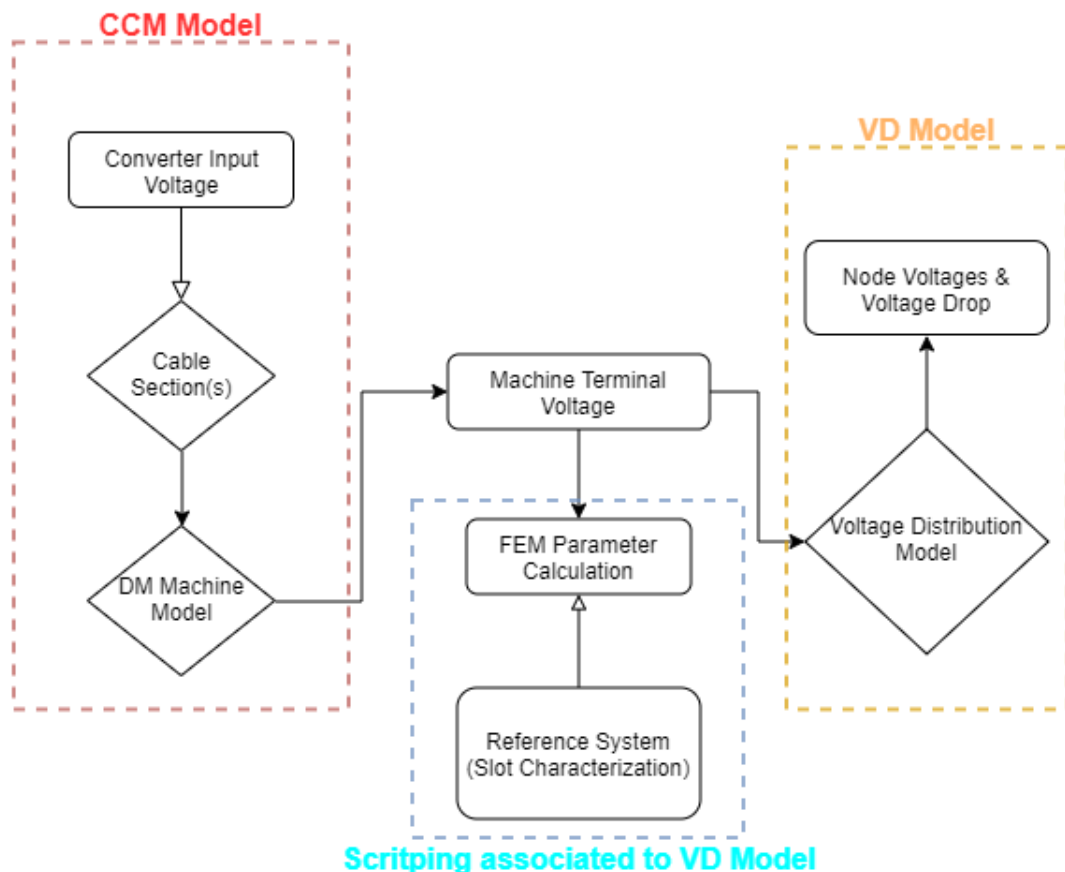 CCM Model
Converter Input
Voltage
Cable
Section(s)
DM Machine
Model
Machine Terminal
Voltage
FEM Parameter
Calculation
Reference System
(Slot Characterization)
Scritping associated to VD Model
VD Model
Node Voltages &
Voltage Drop
Voltage Distribution
Model